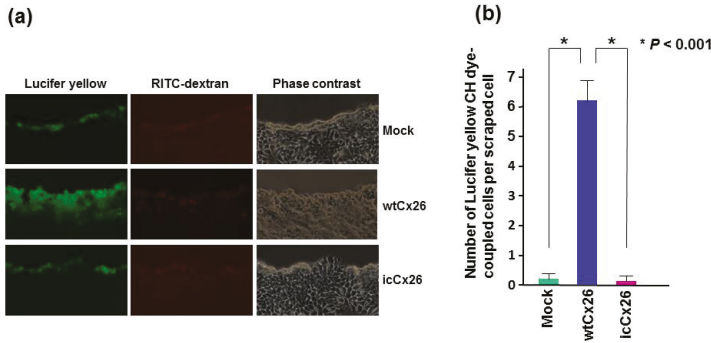 (a)
Lucifer yellow
RITC-dextran
Phase contrast
Mock
wtCx26
icCx26
(b)
* P < 0.001
*
*
Number of Lucifer yellow CH dye-
coupled cells per scraped cell
7
6
5
4
3
2
1
0
Mock
wtCx26
icCx26